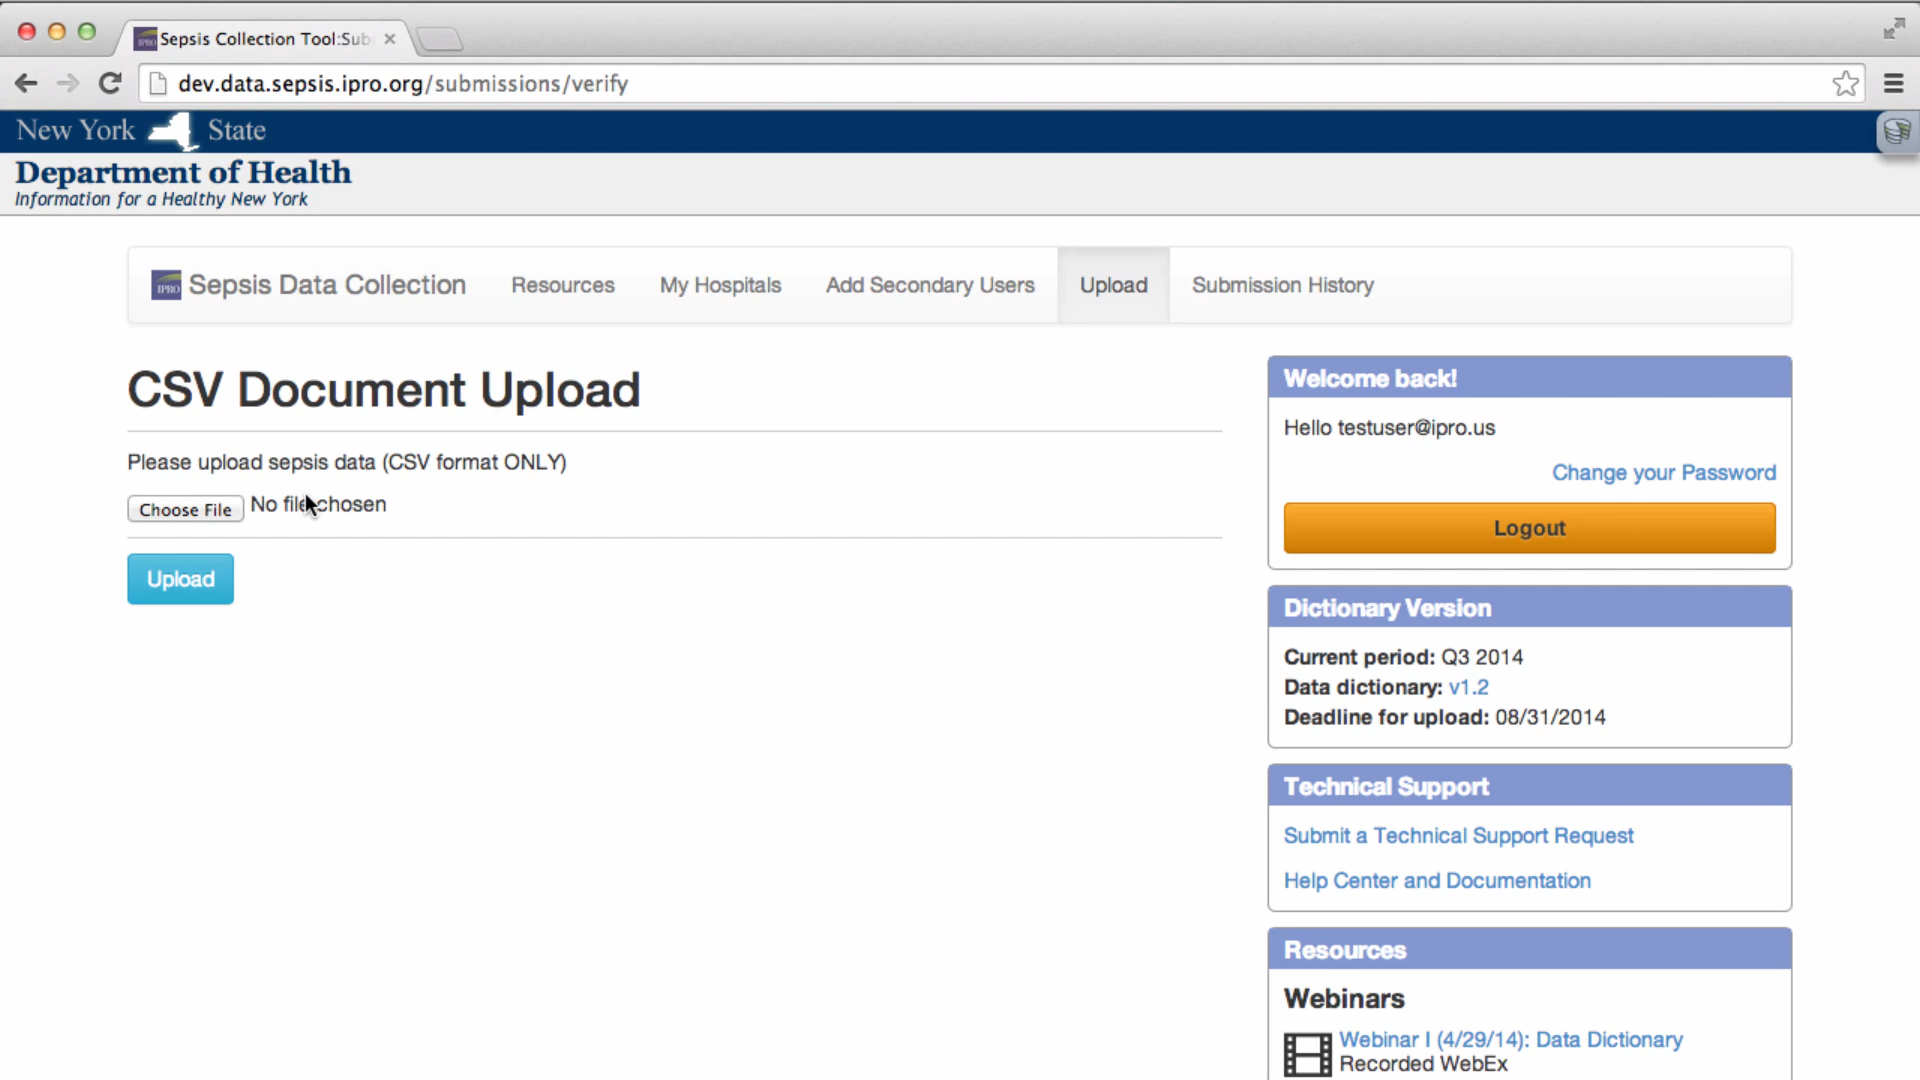 Sepsis Collection Tool:Sub
dev.data.sepsis.ipro.org/submissions/verify
New York State
Department of Health
Information for a Healthy New York
IPRO Sepsis Data Collection Resources My Hospitals Add Secondary Users Upload Submission History
CSV Document Upload
Please upload sepsis data (CSV format ONLY)
Choose File No file chosen
Upload
Welcome back!
Hello testuser@ipro.us
Change your Password
Logout
Dictionary Version
Current period: Q3 2014
Data dictionary: v1.2
Deadline for upload: 08/31/2014
Technical Support
Submit a Technical Support Request
Help Center and Documentation
Resources
Webinars
Webinar I (4/29/14): Data Dictionary
Recorded WebEx